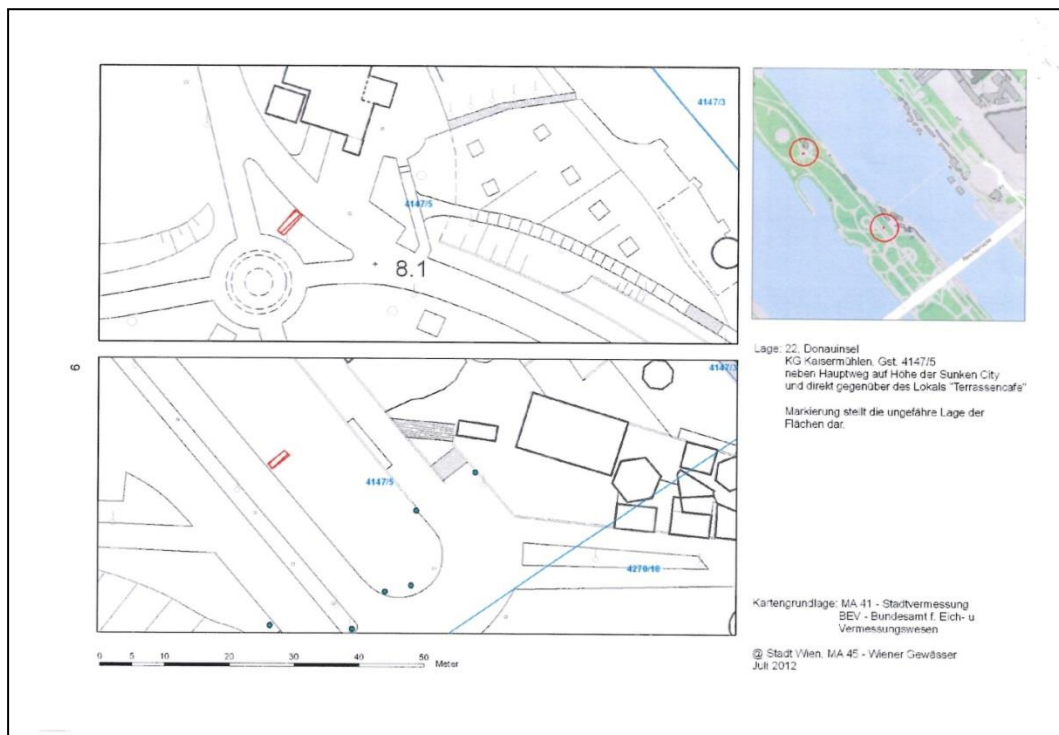 4147/3
4147/5
8.1
6
4147/3
4147/5
4270/18
0 5 10 20 30 40 50
Meter
Lage: 22, Donauinsel
KG Kaisermühlen, Gst. 4147/5
neben Hauptweg auf Höhe der Sunken City
und direkt gegenüber des Lokals "Terrassencafe"
Markierung stellt die ungefähre Lage der
Flächen dar.
Kartengrundlage: MA 41 - Stadtvermessung
BEV - Bundesamt f. Eich- u
Vermessungswesen
@ Stadt Wien, MA 45 - Wiener Gewässer
Juli 2012